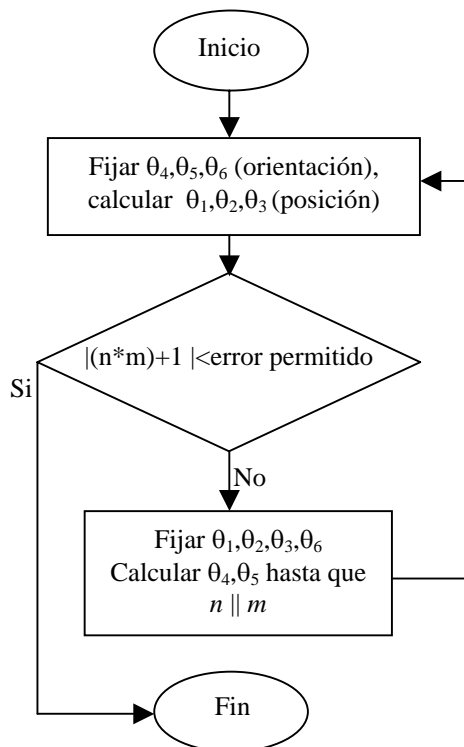 Inicio
Fijar θ₄,θ₅,θ₆ (orientación),
calcular θ₁,θ₂,θ₃ (posición)
|(n*m)+1 |<error permitido
Si
No
Fijar θ₁,θ₂,θ₃,θ₆
Calcular θ₄,θ₅ hasta que
n || m
Fin